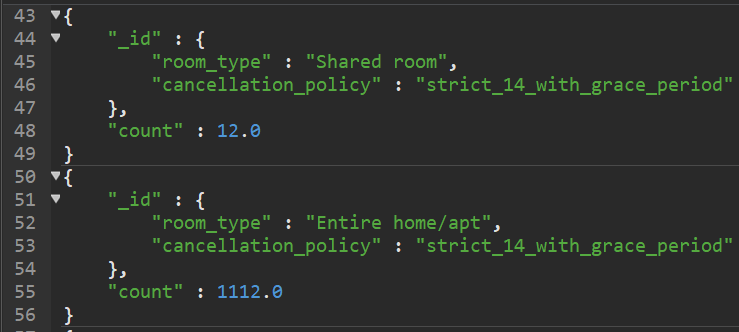 43 {
44 "_id" : {
45 "room_type" : "Shared room",
46 "cancellation_policy" : "strict_14_with_grace_period"
47 },
48 "count" : 12.0
49 }
50 {
51 "_id" : {
52 "room_type" : "Entire home/apt",
53 "cancellation_policy" : "strict_14_with_grace_period"
54 },
55 "count" : 1112.0
56 }